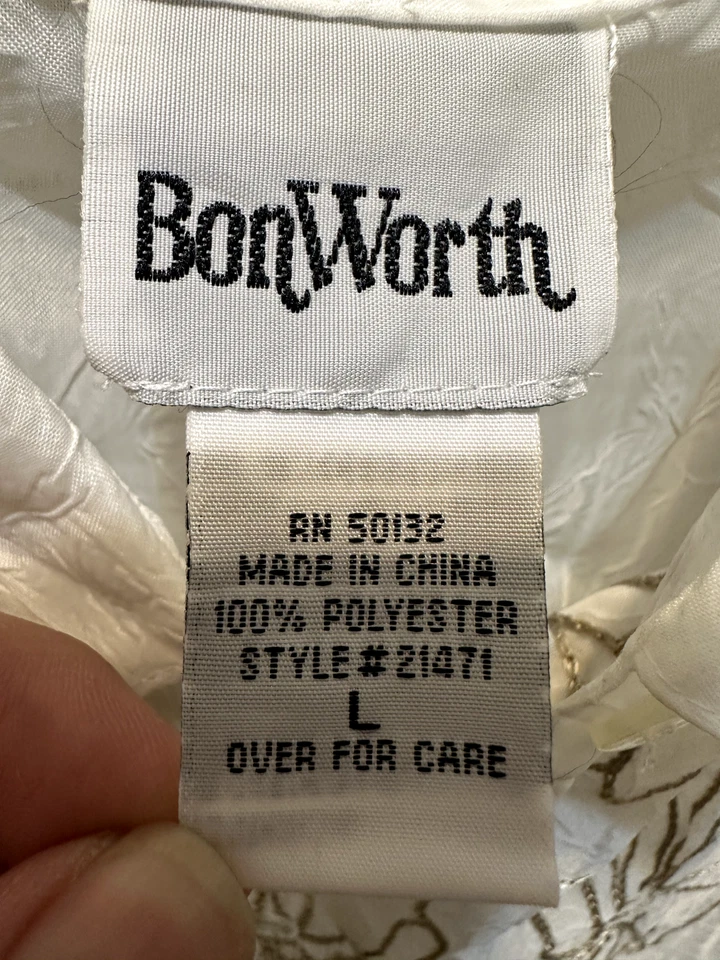 BonWorth
RN 50132
MADE IN CHINA
100% POLYESTER
STYLE#21471
L
OVER FOR CARE